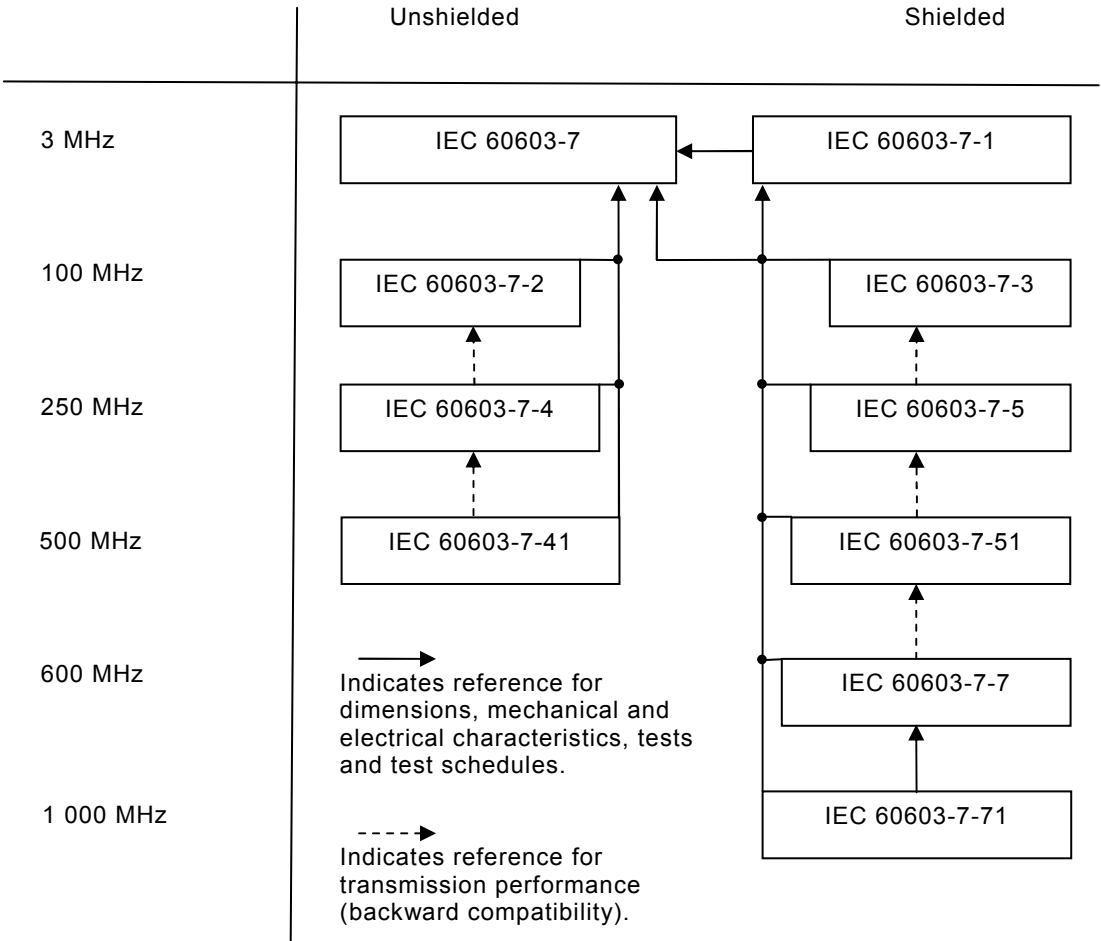 Unshielded
Shielded
3 MHz
IEC 60603-7
IEC 60603-7-1
100 MHz
IEC 60603-7-2
IEC 60603-7-3
250 MHz
IEC 60603-7-4
IEC 60603-7-5
500 MHz
IEC 60603-7-41
IEC 60603-7-51
600 MHz
IEC 60603-7-7
Indicates reference for
dimensions, mechanical and
electrical characteristics, tests
and test schedules.
1 000 MHz
IEC 60603-7-71
Indicates reference for
transmission performance
(backward compatibility).